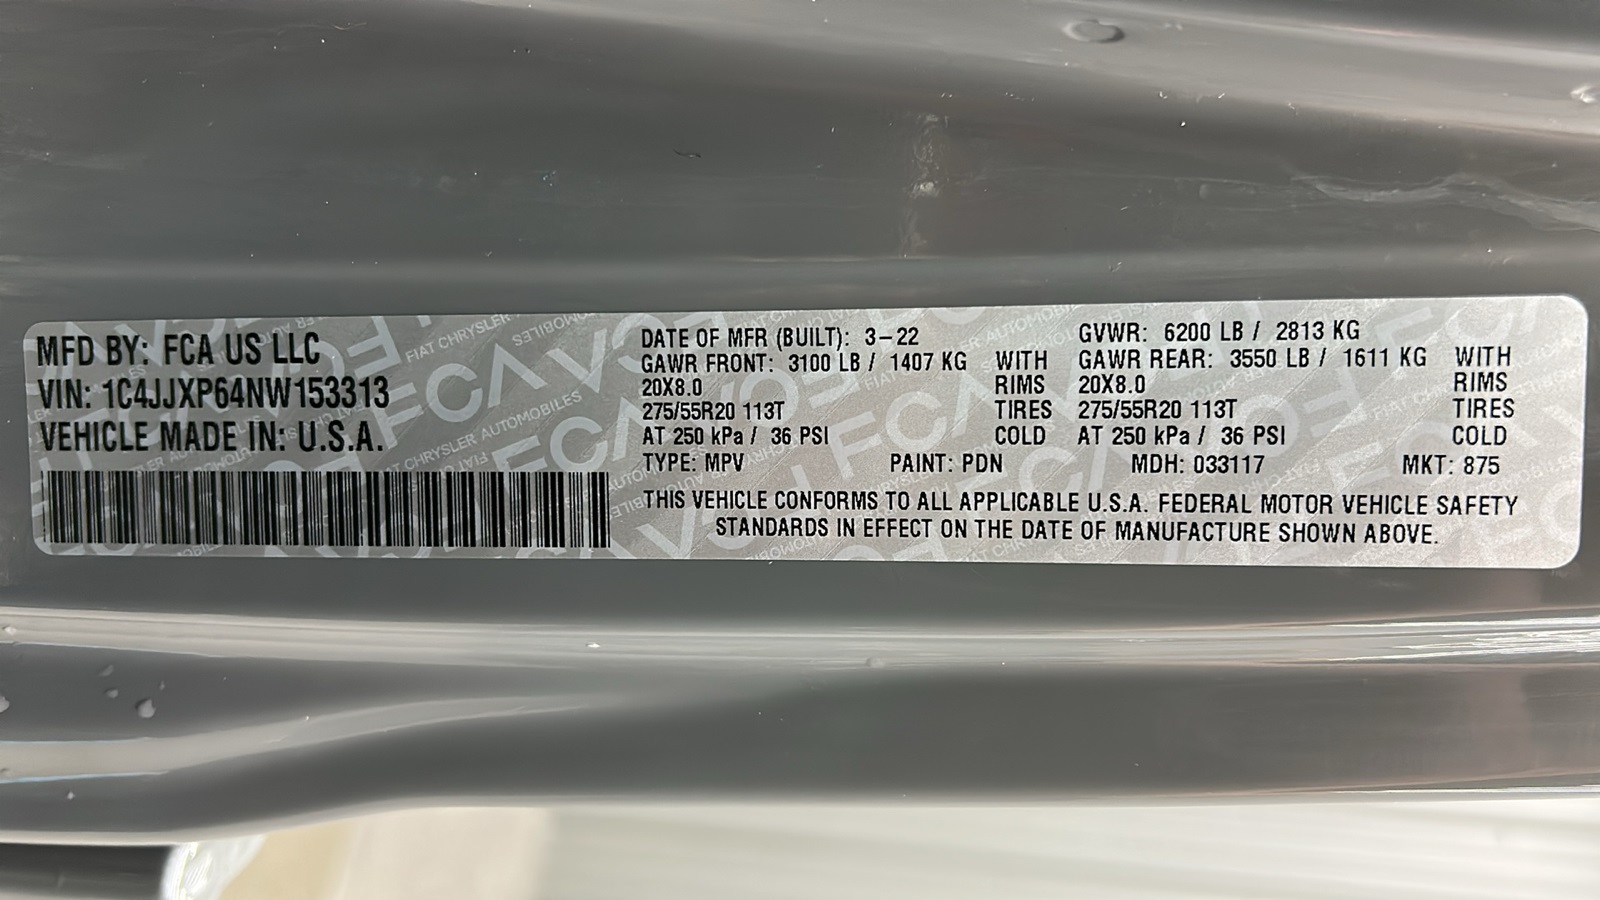 MFD BY: FCA US LLC
VIN: 1C4JJXP64NW153313
VEHICLE MADE IN: U.S.A.
DATE OF MFR (BUILT): 3-22
GAWR FRONT: 3100 LB / 1407 KG WITH
20X8.0 RIMS
275/55R20 113T TIRES
AT 250 kPa / 36 PSI COLD
GVWR: 6200 LB / 2813 KG
GAWR REAR: 3550 LB / 1611 KG WITH
20X8.0 RIMS
275/55R20 113T TIRES
AT 250 kPa / 36 PSI COLD
TYPE: MPV PAINT: PDN MDH: 033117 MKT: 875
THIS VEHICLE CONFORMS TO ALL APPLICABLE U.S.A. FEDERAL MOTOR VEHICLE SAFETY
STANDARDS IN EFFECT ON THE DATE OF MANUFACTURE SHOWN ABOVE.